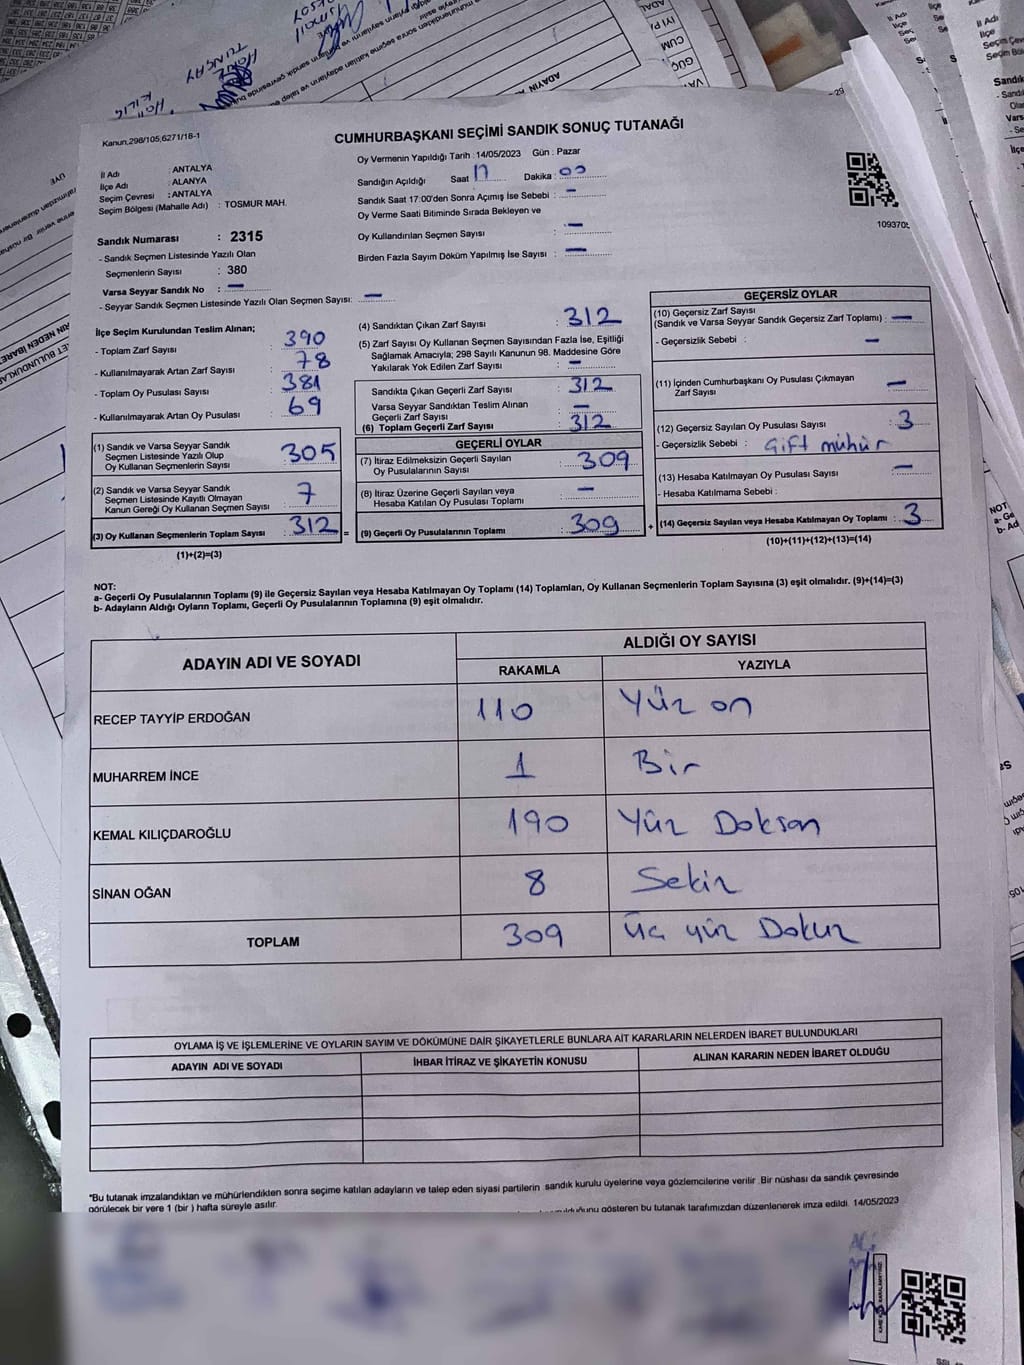 Kanun,298/105,6271/18-1
CUMHURBAŞKANI SEÇİMİ SANDIK SONUÇ TUTANAĞI
İl Adı : ANTALYA
İlçe Adı : ALANYA
Seçim Çevresi : ANTALYA
Seçim Bölgesi (Mahalle Adı) : TOSMUR MAH.
Oy Vermenin Yapıldığı Tarih : 14/05/2023 Gün : Pazar
Sandığın Açıldığı Saat 17 Dakika : 00
Sandık Saat 17:00'den Sonra Açımış İse Sebebi : —
Oy Verme Saati Bitiminde Sırada Bekleyen ve
Oy Kullandırılan Seçmen Sayısı : —
Birden Fazla Sayım Döküm Yapılmış İse Sayısı : —
109370
Sandık Numarası : 2315
- Sandık Seçmen Listesinde Yazılı Olan
Seçmenlerin Sayısı : 380
Varsa Seyyar Sandık No : —
- Seyyar Sandık Seçmen Listesinde Yazılı Olan Seçmen Sayısı: —
İlçe Seçim Kurulundan Teslim Alınan;
- Toplam Zarf Sayısı : 390
- Kullanılmayarak Artan Zarf Sayısı : 78
- Toplam Oy Pusulası Sayısı : 381
- Kullanılmayarak Artan Oy Pusulası : 69
(1) Sandık ve Varsa Seyyar Sandık
Seçmen Listesinde Yazılı Olup
Oy Kullanan Seçmenlerin Sayısı : 305
(2) Sandık ve Varsa Seyyar Sandık
Seçmen Listesinde Kayıtlı Olmayan
Kanun Gereği Oy Kullanan Seçmen Sayısı : 7
(3) Oy Kullanan Seçmenlerin Toplam Sayısı : 312 =
(1)+(2)=(3)
(4) Sandıktan Çıkan Zarf Sayısı : 312
(5) Zarf Sayısı Oy Kullanan Seçmen Sayısından Fazla İse, Eşitliği
Sağlamak Amacıyla; 298 Sayılı Kanunun 98. Maddesine Göre
Yakılarak Yok Edilen Zarf Sayısı : —
Sandıkta Çıkan Geçerli Zarf Sayısı : 312
Varsa Seyyar Sandıktan Teslim Alınan
Geçerli Zarf Sayısı : —
(6) Toplam Geçerli Zarf Sayısı : 312
GEÇERLİ OYLAR
(7) İtiraz Edilmeksizin Geçerli Sayılan
Oy Pusulalarının Sayısı : 309
(8) İtiraz Üzerine Geçerli Sayılan veya
Hesaba Katılan Oy Pusulası Toplamı : —
(9) Geçerli Oy Pusulalarının Toplamı : 309 +
GEÇERSİZ OYLAR
(10) Geçersiz Zarf Sayısı
(Sandık ve Varsa Seyyar Sandık Geçersiz Zarf Toplamı) : —
- Geçersizlik Sebebi : —
(11) İçinden Cumhurbaşkanı Oy Pusulası Çıkmayan
Zarf Sayısı : —
(12) Geçersiz Sayılan Oy Pusulası Sayısı : 3
- Geçersizlik Sebebi : Gift mühür
(13) Hesaba Katılmayan Oy Pusulası Sayısı : —
- Hesaba Katılmama Sebebi :
(14) Geçersiz Sayılan veya Hesaba Katılmayan Oy Toplamı : 3
(10)+(11)+(12)+(13)=(14)
NOT:
a- Geçerli Oy Pusulalarının Toplamı (9) ile Geçersiz Sayılan veya Hesaba Katılmayan Oy Toplamı (14) Toplamları, Oy Kullanan Seçmenlerin Toplam Sayısına (3) eşit olmalıdır. (9)+(14)=(3)
b- Adayların Aldığı Oyların Toplamı, Geçerli Oy Pusulalarının Toplamına (9) eşit olmalıdır.
ADAYIN ADI VE SOYADI
ALDIĞI OY SAYISI
RAKAMLA YAZIYLA
RECEP TAYYİP ERDOĞAN 110 Yüz on
MUHARREM İNCE 1 Bir
KEMAL KILIÇDAROĞLU 190 Yüz Doksan
SİNAN OĞAN 8 Sekiz
TOPLAM 309 Üç yüz Dokuz
OYLAMA İŞ VE İŞLEMLERİNE VE OYLARIN SAYIM VE DÖKÜMÜNE DAİR ŞİKAYETLERLE BUNLARA AİT KARARLARIN NELERDEN İBARET BULUNDUKLARI
ADAYIN ADI VE SOYADI İHBAR İTİRAZ VE ŞİKAYETİN KONUSU ALINAN KARARIN NEDEN İBARET OLDUĞU
*Bu tutanak imzalandıktan ve mühürlendikten sonra seçime katılan adayların ve talep eden siyasi partilerin sandık kurulu üyelerine veya gözlemcilerine verilir .Bir nüshası da sandık çevresinde
görülecek bir yere 1 (bir ) hafta süreyle asılır.
olduğunu gösteren bu tutanak tarafımızdan düzenlenerek imza edildi. 14/05/2023